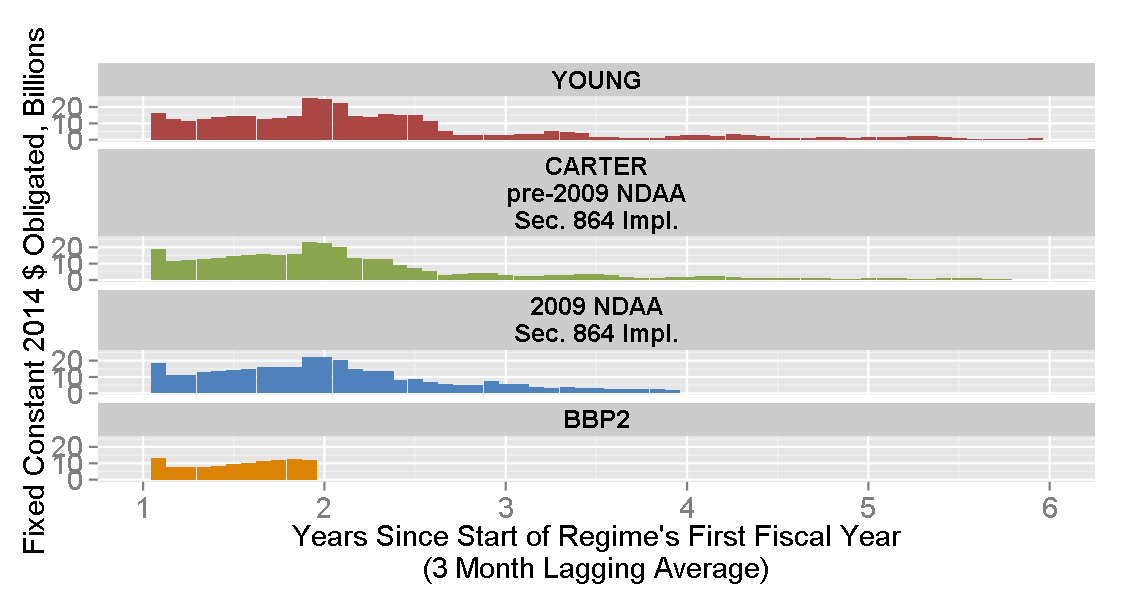 Fixed Constant 2014 $ Obligated, Billions
YOUNG
20
10
0
CARTER
pre-2009 NDAA
Sec. 864 Impl.
20
10
0
2009 NDAA
Sec. 864 Impl.
20
10
0
BBP2
20
10
0
1 2 3 4 5 6
Years Since Start of Regime's First Fiscal Year
(3 Month Lagging Average)